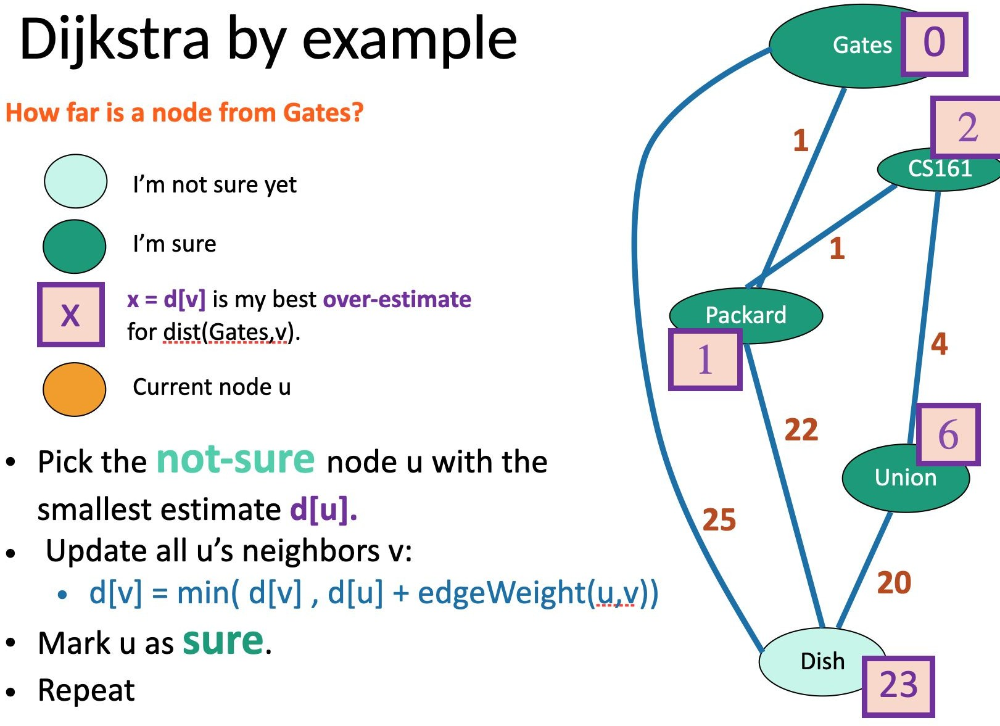 Dijkstra by example
How far is a node from Gates?
I’m not sure yet
I’m sure
x
x = d[v] is my best over-estimate
for dist(Gates,v).
Current node u
• Pick the not-sure node u with the
smallest estimate d[u].
• Update all u’s neighbors v:
• d[v] = min( d[v] , d[u] + edgeWeight(u,v))
• Mark u as sure.
• Repeat
Gates
0
2
CS161
1
1
Packard
1
4
22
6
Union
25
20
Dish
23